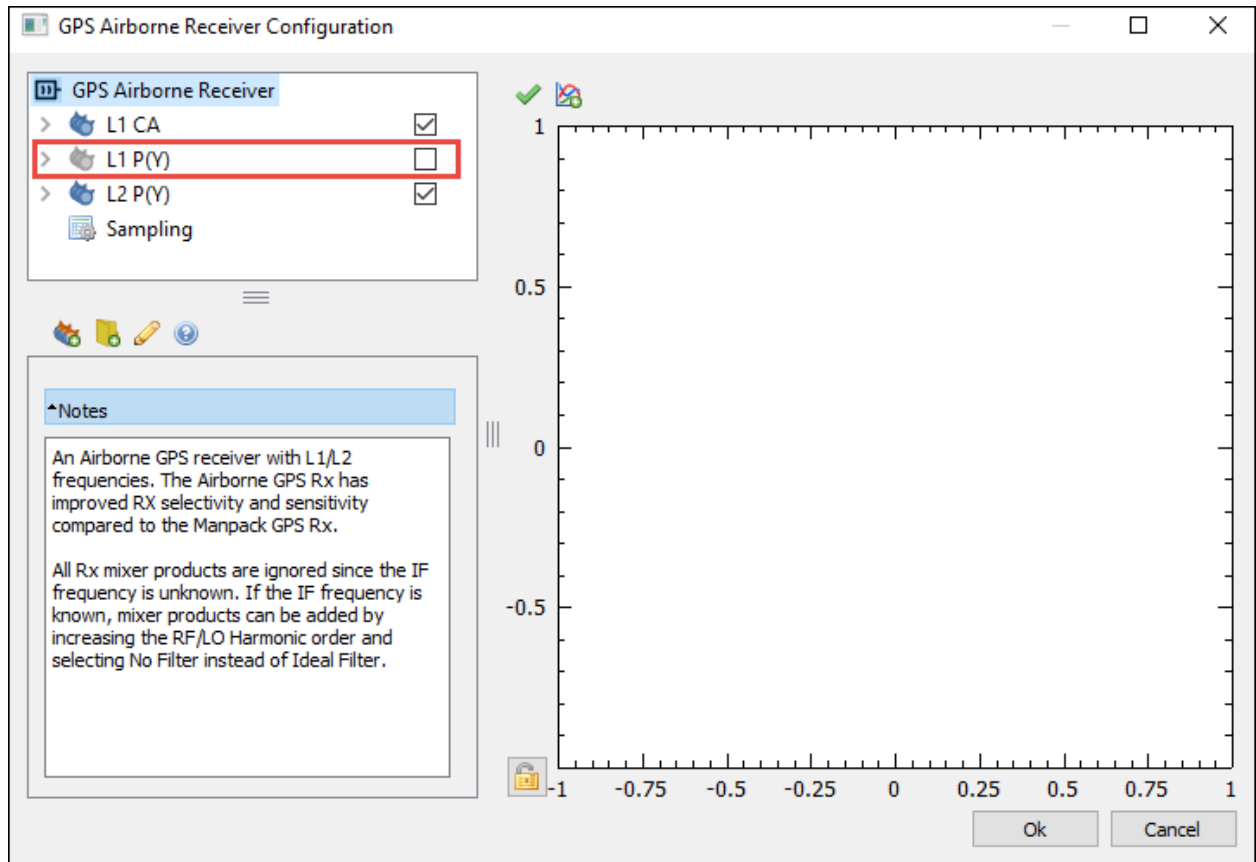 GPS Airborne Receiver Configuration
GPS Airborne Receiver
L1 CA
L1 P(Y)
L2 P(Y)
Sampling
Notes
An Airborne GPS receiver with L1/L2
frequencies. The Airborne GPS Rx has
improved RX selectivity and sensitivity
compared to the Manpack GPS Rx.
All Rx mixer products are ignored since the IF
frequency is unknown. If the IF frequency is
known, mixer products can be added by
increasing the RF/LO Harmonic order and
selecting No Filter instead of Ideal Filter.
1
0.5
0
-0.5
-1 -0.75 -0.5 -0.25 0 0.25 0.5 0.75 1
Ok Cancel